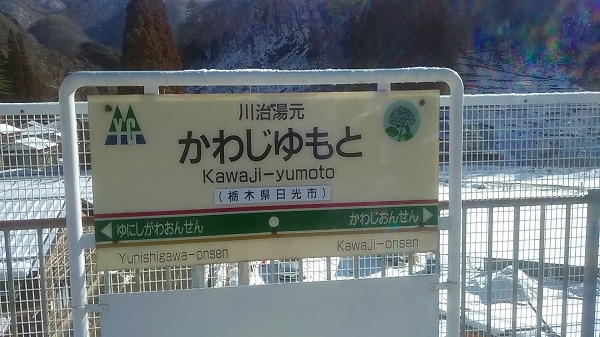 川治湯元
かわじゆもと
Kawaji-yumoto
(栃木県日光市)
ゆにしがわおんせん かわじおんせん
Yunishigawa-onsen Kawaji-onsen